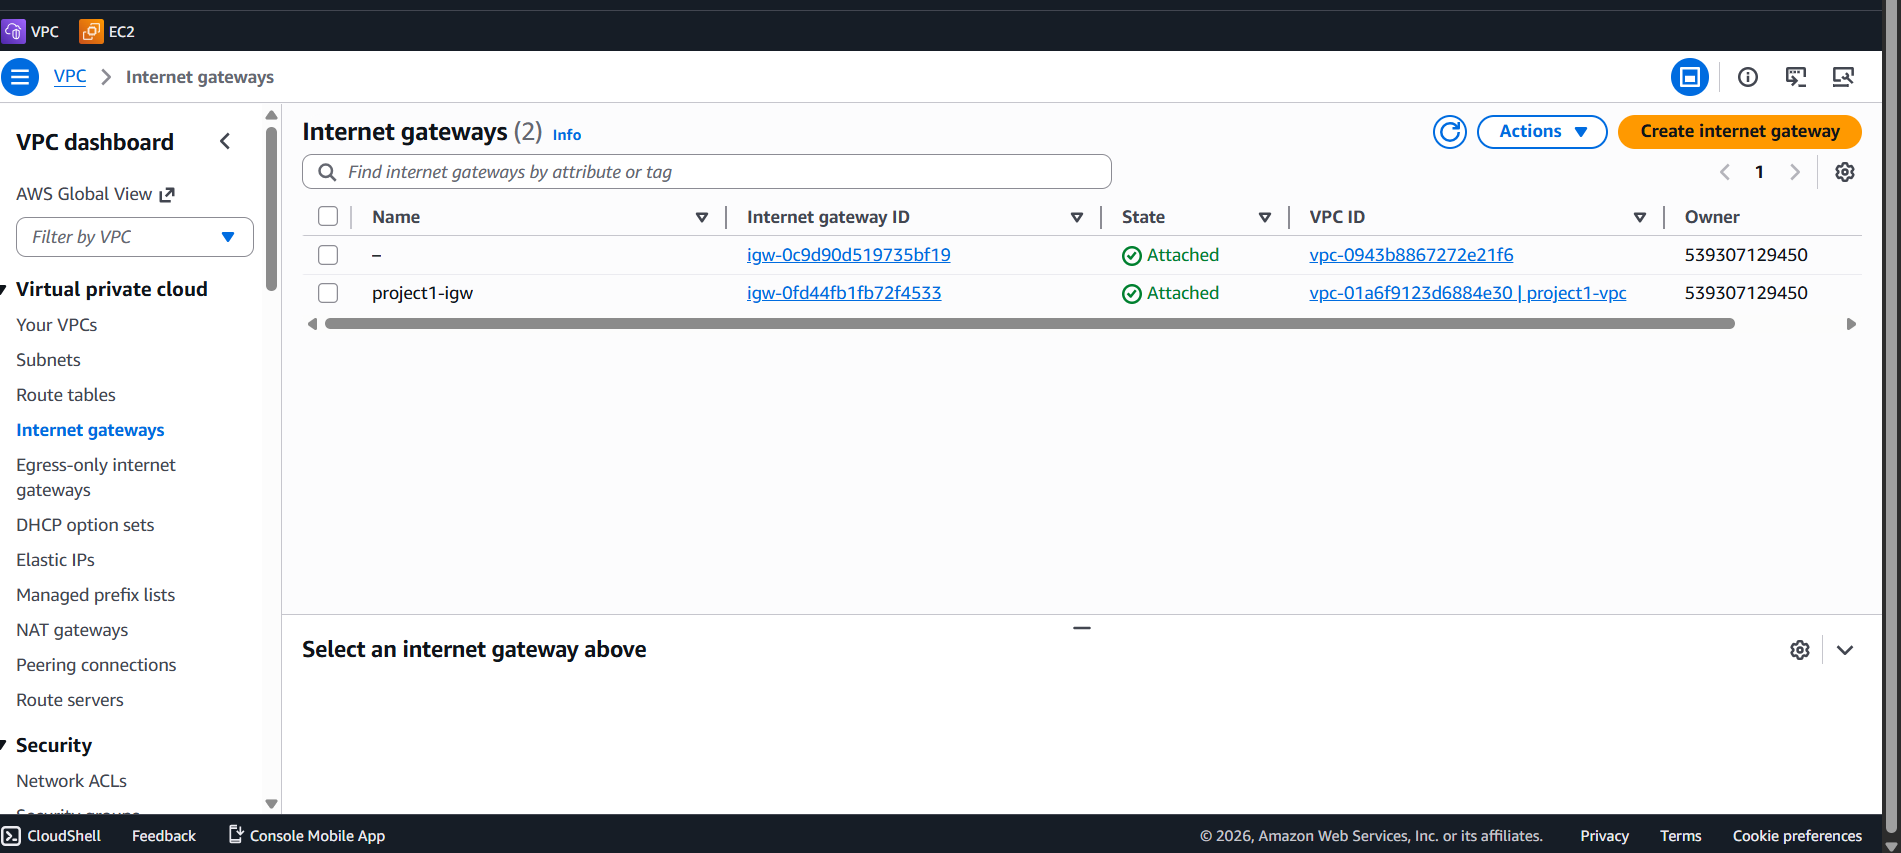 VPC EC2
VPC > Internet gateways
VPC dashboard
AWS Global View
Filter by VPC
Virtual private cloud
Your VPCs
Subnets
Route tables
Internet gateways
Egress-only internet
gateways
DHCP option sets
Elastic IPs
Managed prefix lists
NAT gateways
Peering connections
Route servers
Security
Network ACLs
Security groups
Internet gateways (2) Info
Actions
Create internet gateway
Find internet gateways by attribute or tag
1
Name Internet gateway ID State VPC ID Owner
– igw-0c9d90d519735bf19 Attached vpc-0943b8867272e21f6 539307129450
project1-igw igw-0fd44fb1fb72f4533 Attached vpc-01a6f9123d6884e30 | project1-vpc 539307129450
Select an internet gateway above
CloudShell Feedback Console Mobile App © 2026, Amazon Web Services, Inc. or its affiliates. Privacy Terms Cookie preferences